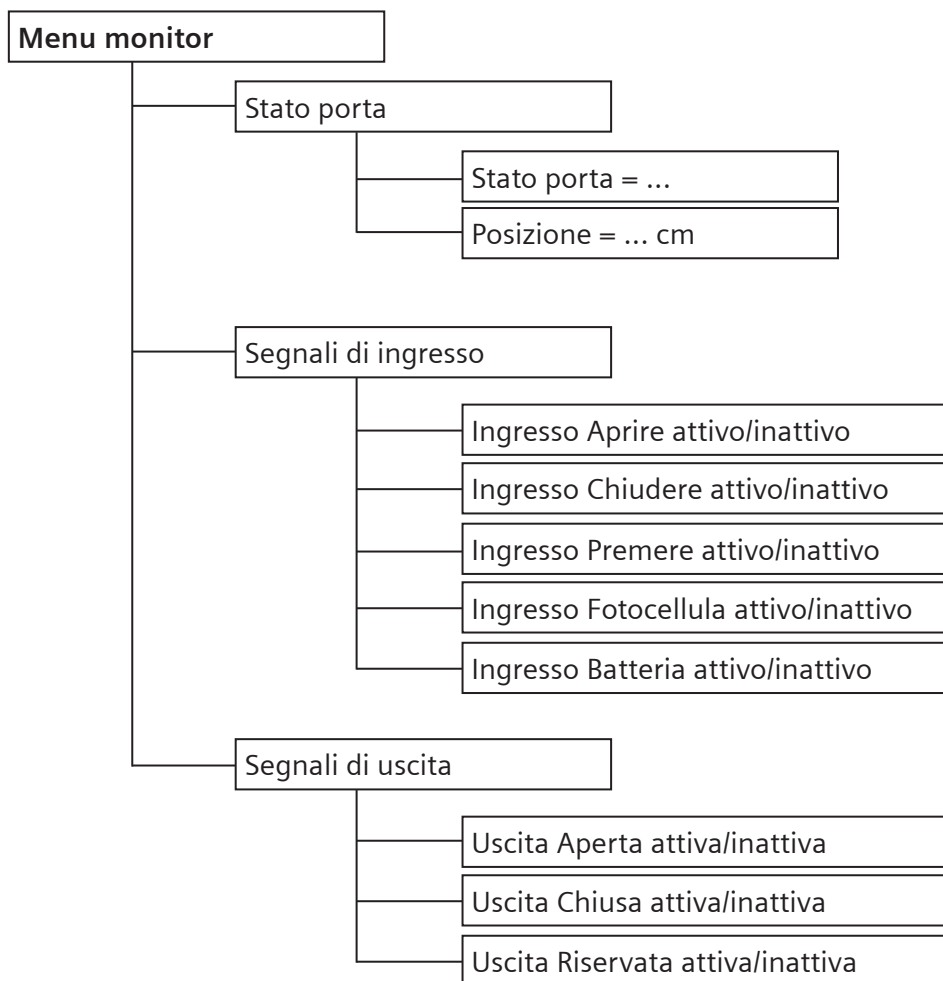 Menu monitor
Stato porta
Stato porta = ...
Posizione = ... cm
Segnali di ingresso
Ingresso Aprire attivo/inattivo
Ingresso Chiudere attivo/inattivo
Ingresso Premere attivo/inattivo
Ingresso Fotocellula attivo/inattivo
Ingresso Batteria attivo/inattivo
Segnali di uscita
Uscita Aperta attiva/inattiva
Uscita Chiusa attiva/inattiva
Uscita Riservata attiva/inattiva